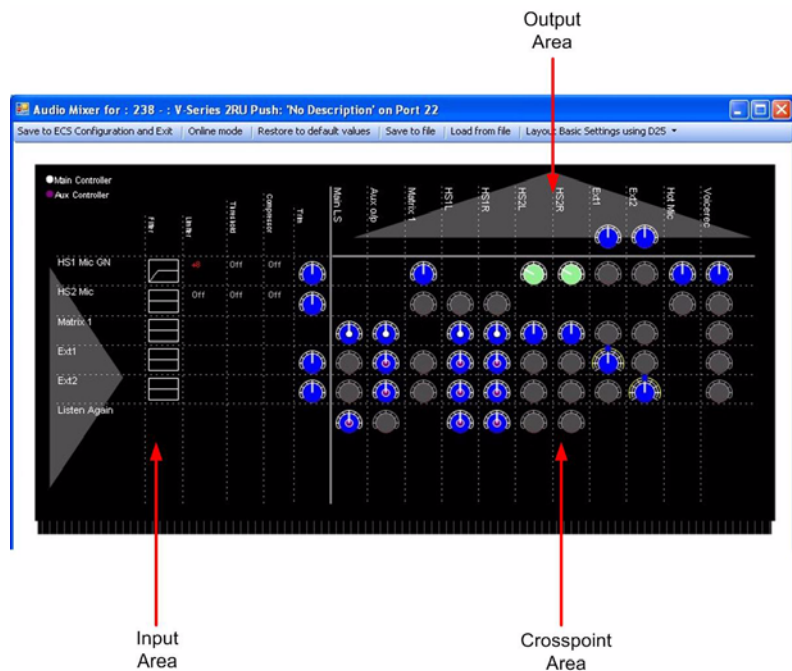 Output
Area
Audio Mixer for : 238 - : V-Series 2RU Push: 'No Description' on Port 22
Save to ECS Configuration and Exit | Online mode | Restore to default values | Save to file | Load from file | Layout Basic Settings using D25
Main Controller
Aux Controller
Filter
Limiter
Threshold
Compressor
Trim
Main LS
Aux o/p
Matrix 1
HS1L
HS1R
HS2L
HS2R
Ext1
Ext2
Hot Mic
Voicerec
HS1 Mic GN
Off Off
HS2 Mic
Off Off Off
Matrix 1
Ext1
Ext2
Listen Again
Input
Area
Crosspoint
Area